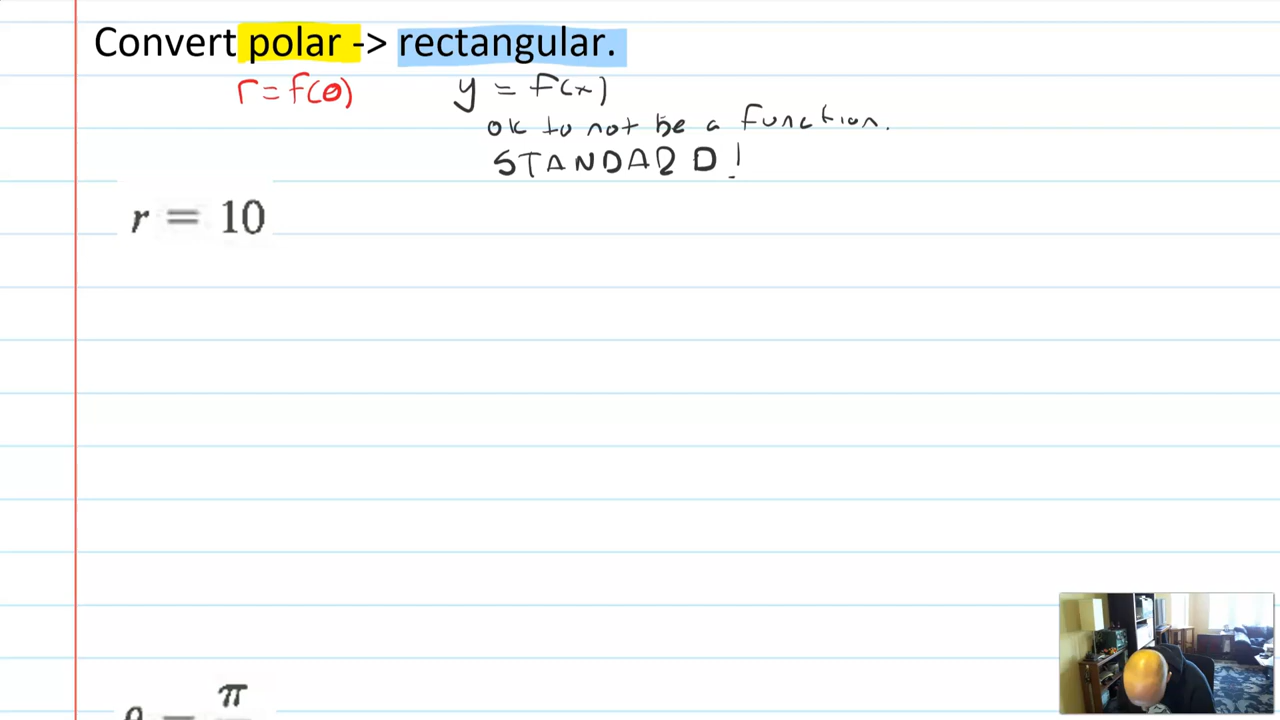 Convert polar -> rectangular.
r = f(θ) y = f(x)
ok to not be a function.
STANDARD!
r = 10
π